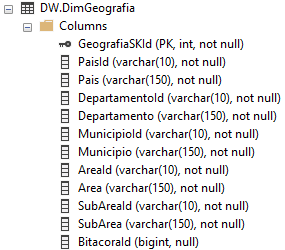 DW.DimGeografia
Columns
GeografiaSKId (PK, int, not null)
PaisId (varchar(10), not null)
Pais (varchar(150), not null)
DepartamentoId (varchar(10), not null)
Departamento (varchar(150), not null)
MunicipioId (varchar(10), not null)
Municipio (varchar(150), not null)
AreaId (varchar(10), not null)
Area (varchar(150), not null)
SubAreaId (varchar(10), not null)
SubArea (varchar(150), not null)
BitacoraId (bigint, null)